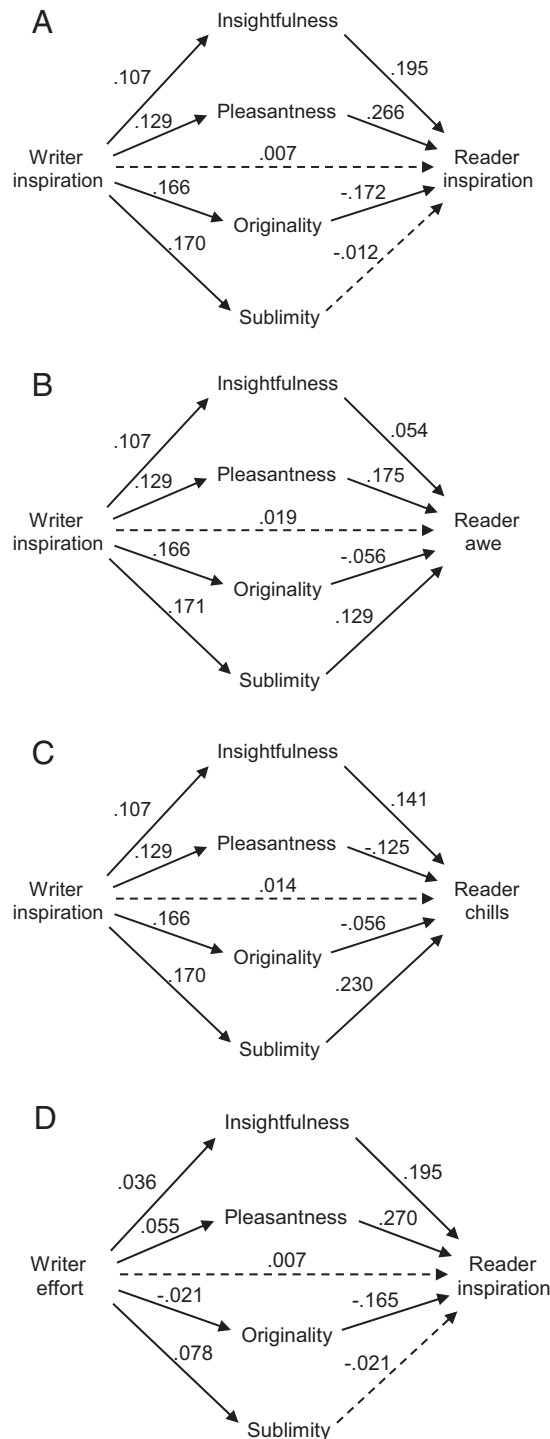 A
Insightfulness
.107
.195
.129
Pleasantness
.266
Writer
inspiration
.007
Reader
inspiration
.166
-.172
Originality
.170
-.012
Sublimity
B
Insightfulness
.107
.054
.129
Pleasantness
.175
Writer
inspiration
.019
Reader
awe
.166
-.056
Originality
.171
.129
Sublimity
C
Insightfulness
.107
.141
.129
Pleasantness
-.125
Writer
inspiration
.014
Reader
chills
.166
-.056
Originality
.170
.230
Sublimity
D
Insightfulness
.036
.195
.055
Pleasantness
.270
Writer
effort
.007
Reader
inspiration
-.021
-.165
Originality
.078
-.021
Sublimity